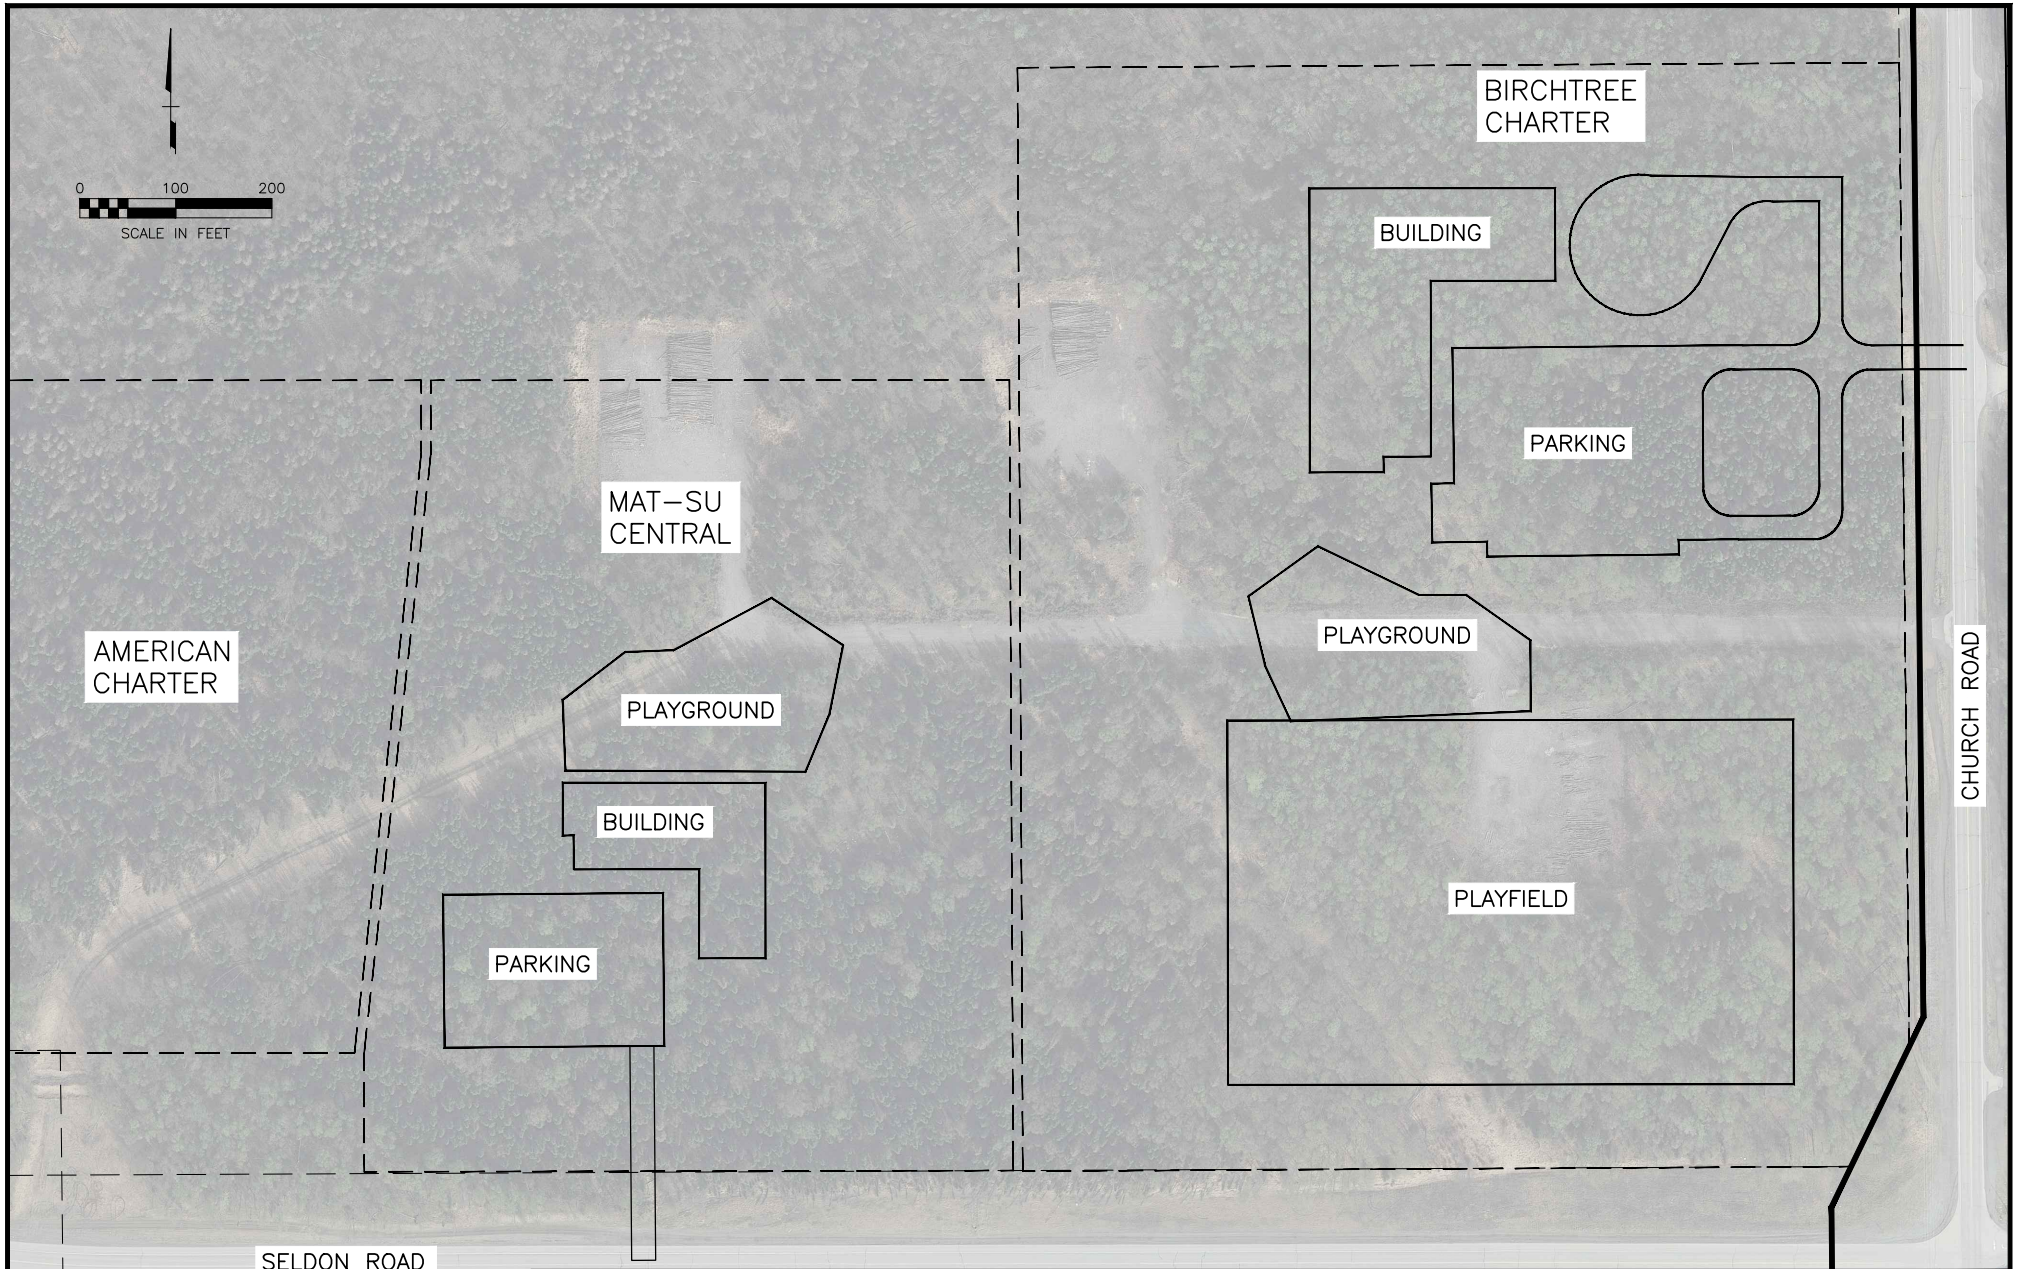 BIRCHTREE
CHARTER
0 100 200
SCALE IN FEET
BUILDING
PARKING
MAT-SU
CENTRAL
AMERICAN
CHARTER
PLAYGROUND
PLAYGROUND
CHURCH ROAD
BUILDING
PLAYFIELD
PARKING
SELDON ROAD